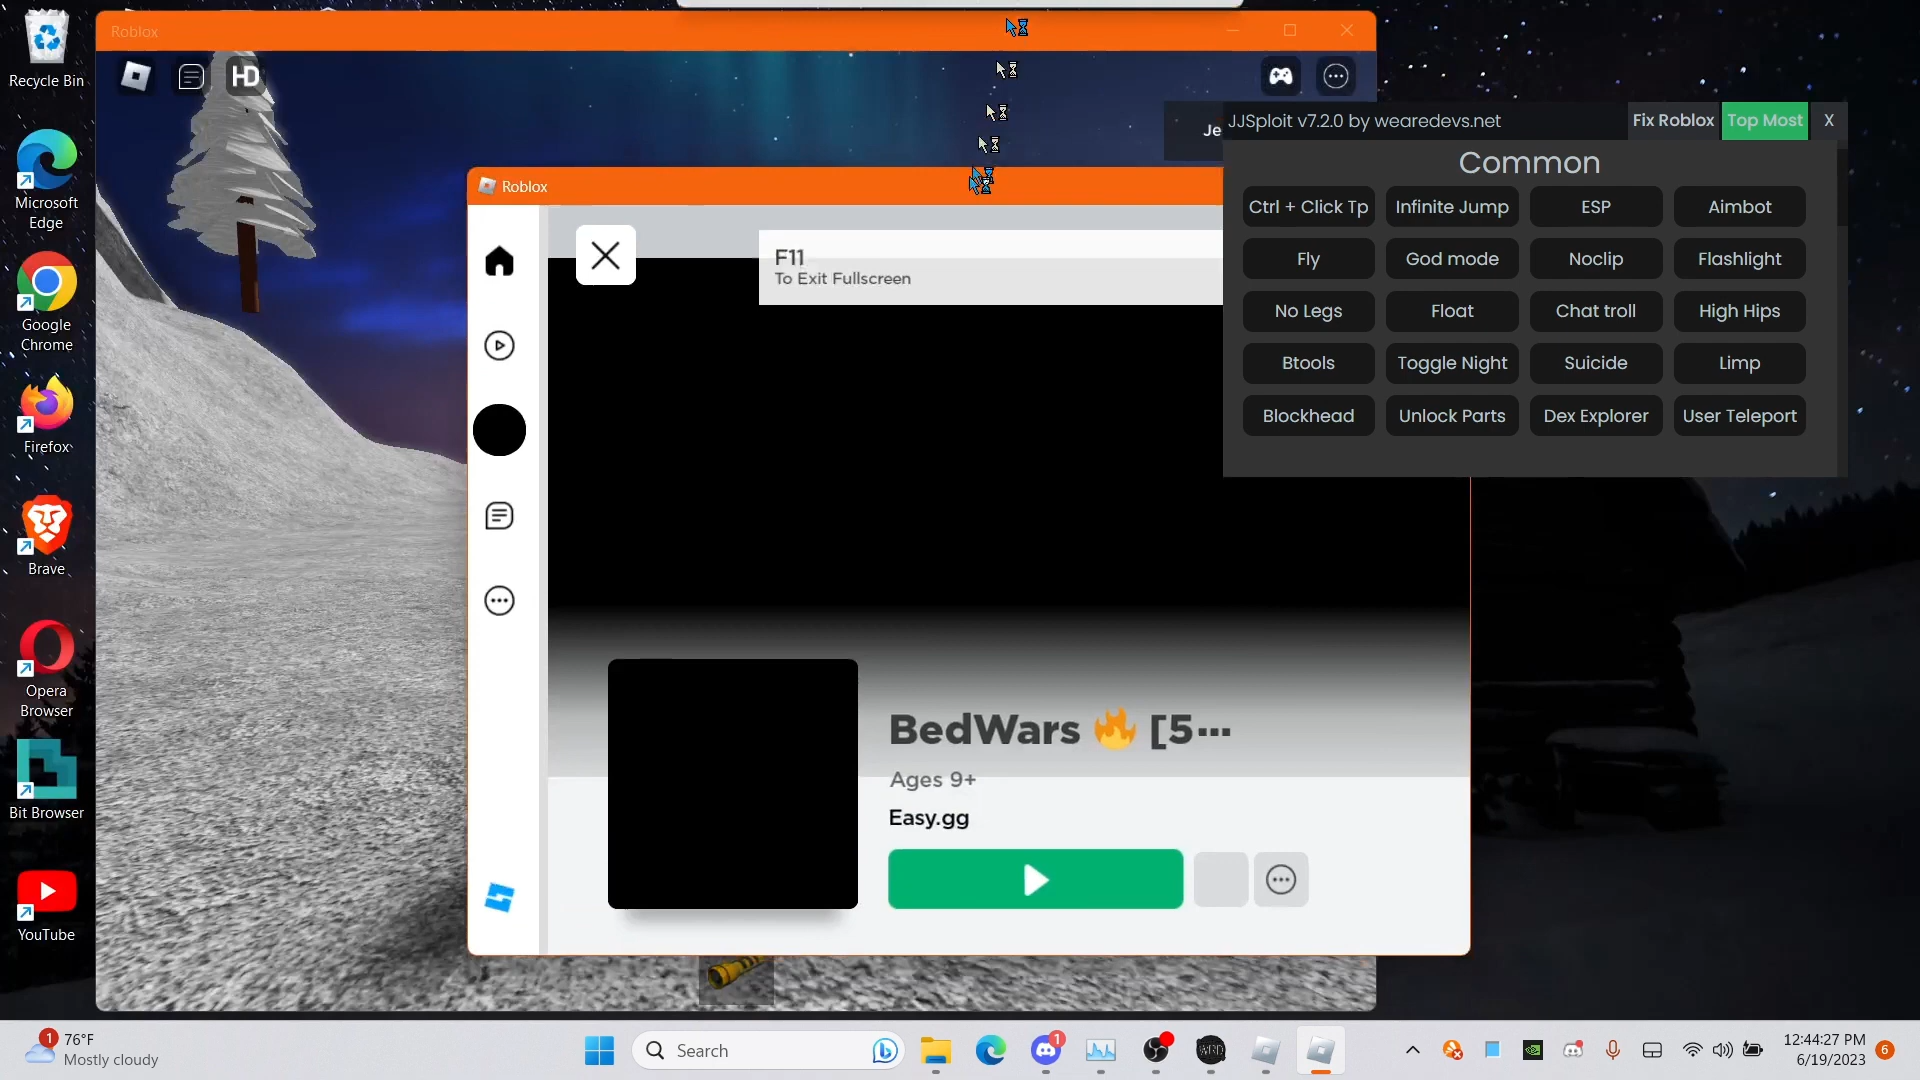 Recycle Bin
Microsoft
Edge
Google
Chrome
Firefox
Brave
Opera
Browser
Bit Browser
YouTube
Roblox
HD
Je
JJSploit v7.2.0 by wearedevs.net
Fix Roblox
Top Most
X
Common
Ctrl + Click Tp
Infinite Jump
ESP
Aimbot
Fly
God mode
Noclip
Flashlight
No Legs
Float
Chat troll
High Hips
Btools
Toggle Night
Suicide
Limp
Blockhead
Unlock Parts
Dex Explorer
User Teleport
Roblox
F11
To Exit Fullscreen
BedWars 🔥 [5...
Ages 9+
Easy.gg
1
76°F
Mostly cloudy
Search
1
WRD
12:44:27 PM
6/19/2023
6